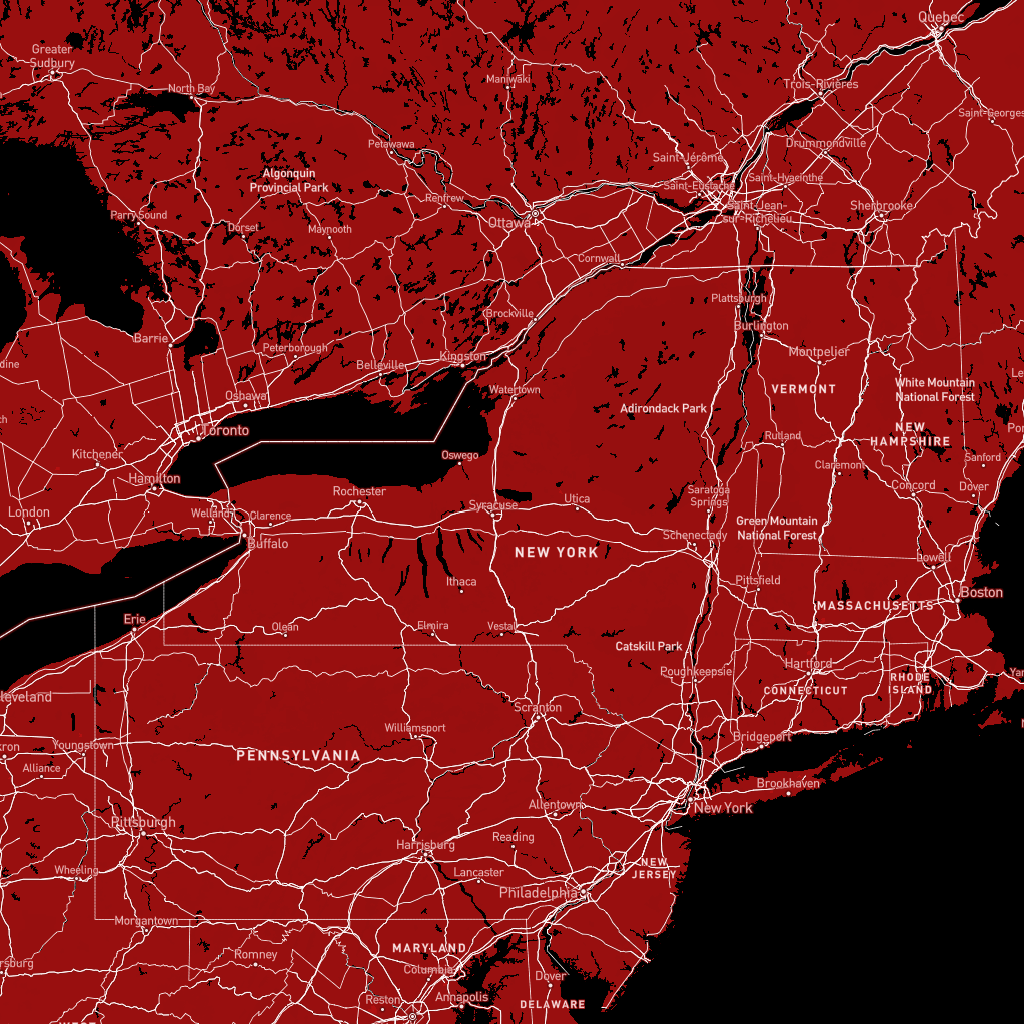 Quebec
Greater
Sudbury
Maniwaki
Trois-Rivières
North Bay
Saint-Georges
Petawawa
Drummondville
Saint-Jérôme
Algonquin
Provincial Park
Saint-Hyacinthe
Saint-Eustache
Renfrew
Saint-Jean-
sur-Richelieu
Sherbrooke
Parry Sound
Ottawa
Dorset
Maynooth
Cornwall
Plattsburgh
Brockville
Burlington
Barrie
Peterborough
Montpelier
Kingston
Belleville
dine
White Mountain
National Forest
VERMONT
Watertown
Oshawa
Adirondack Park
Toronto
NEW
HAMPSHIRE
Rutland
Kitchener
Oswego
Sanford
Claremont
Hamilton
Rochester
Saratoga
Springs
Concord
Dover
Utica
Syracuse
London
Welland
Clarence
Green Mountain
National Forest
Schenectady
Buffalo
NEW YORK
Lowell
Ithaca
Pittsfield
Boston
MASSACHUSETTS
Erie
Olean
Elmira
Vestal
Catskill Park
Hartford
Poughkeepsie
RHODE
ISLAND
CONNECTICUT
leveland
Scranton
Williamsport
Bridgeport
Youngstown
kron
PENNSYLVANIA
Alliance
Brookhaven
Allentown
New York
Pittsburgh
Reading
Harrisburg
NEW
JERSEY
Wheeling
Lancaster
Philadelphia
Morgantown
MARYLAND
Romney
rsburg
Columbia
Dover
Reston
Annapolis
DELAWARE